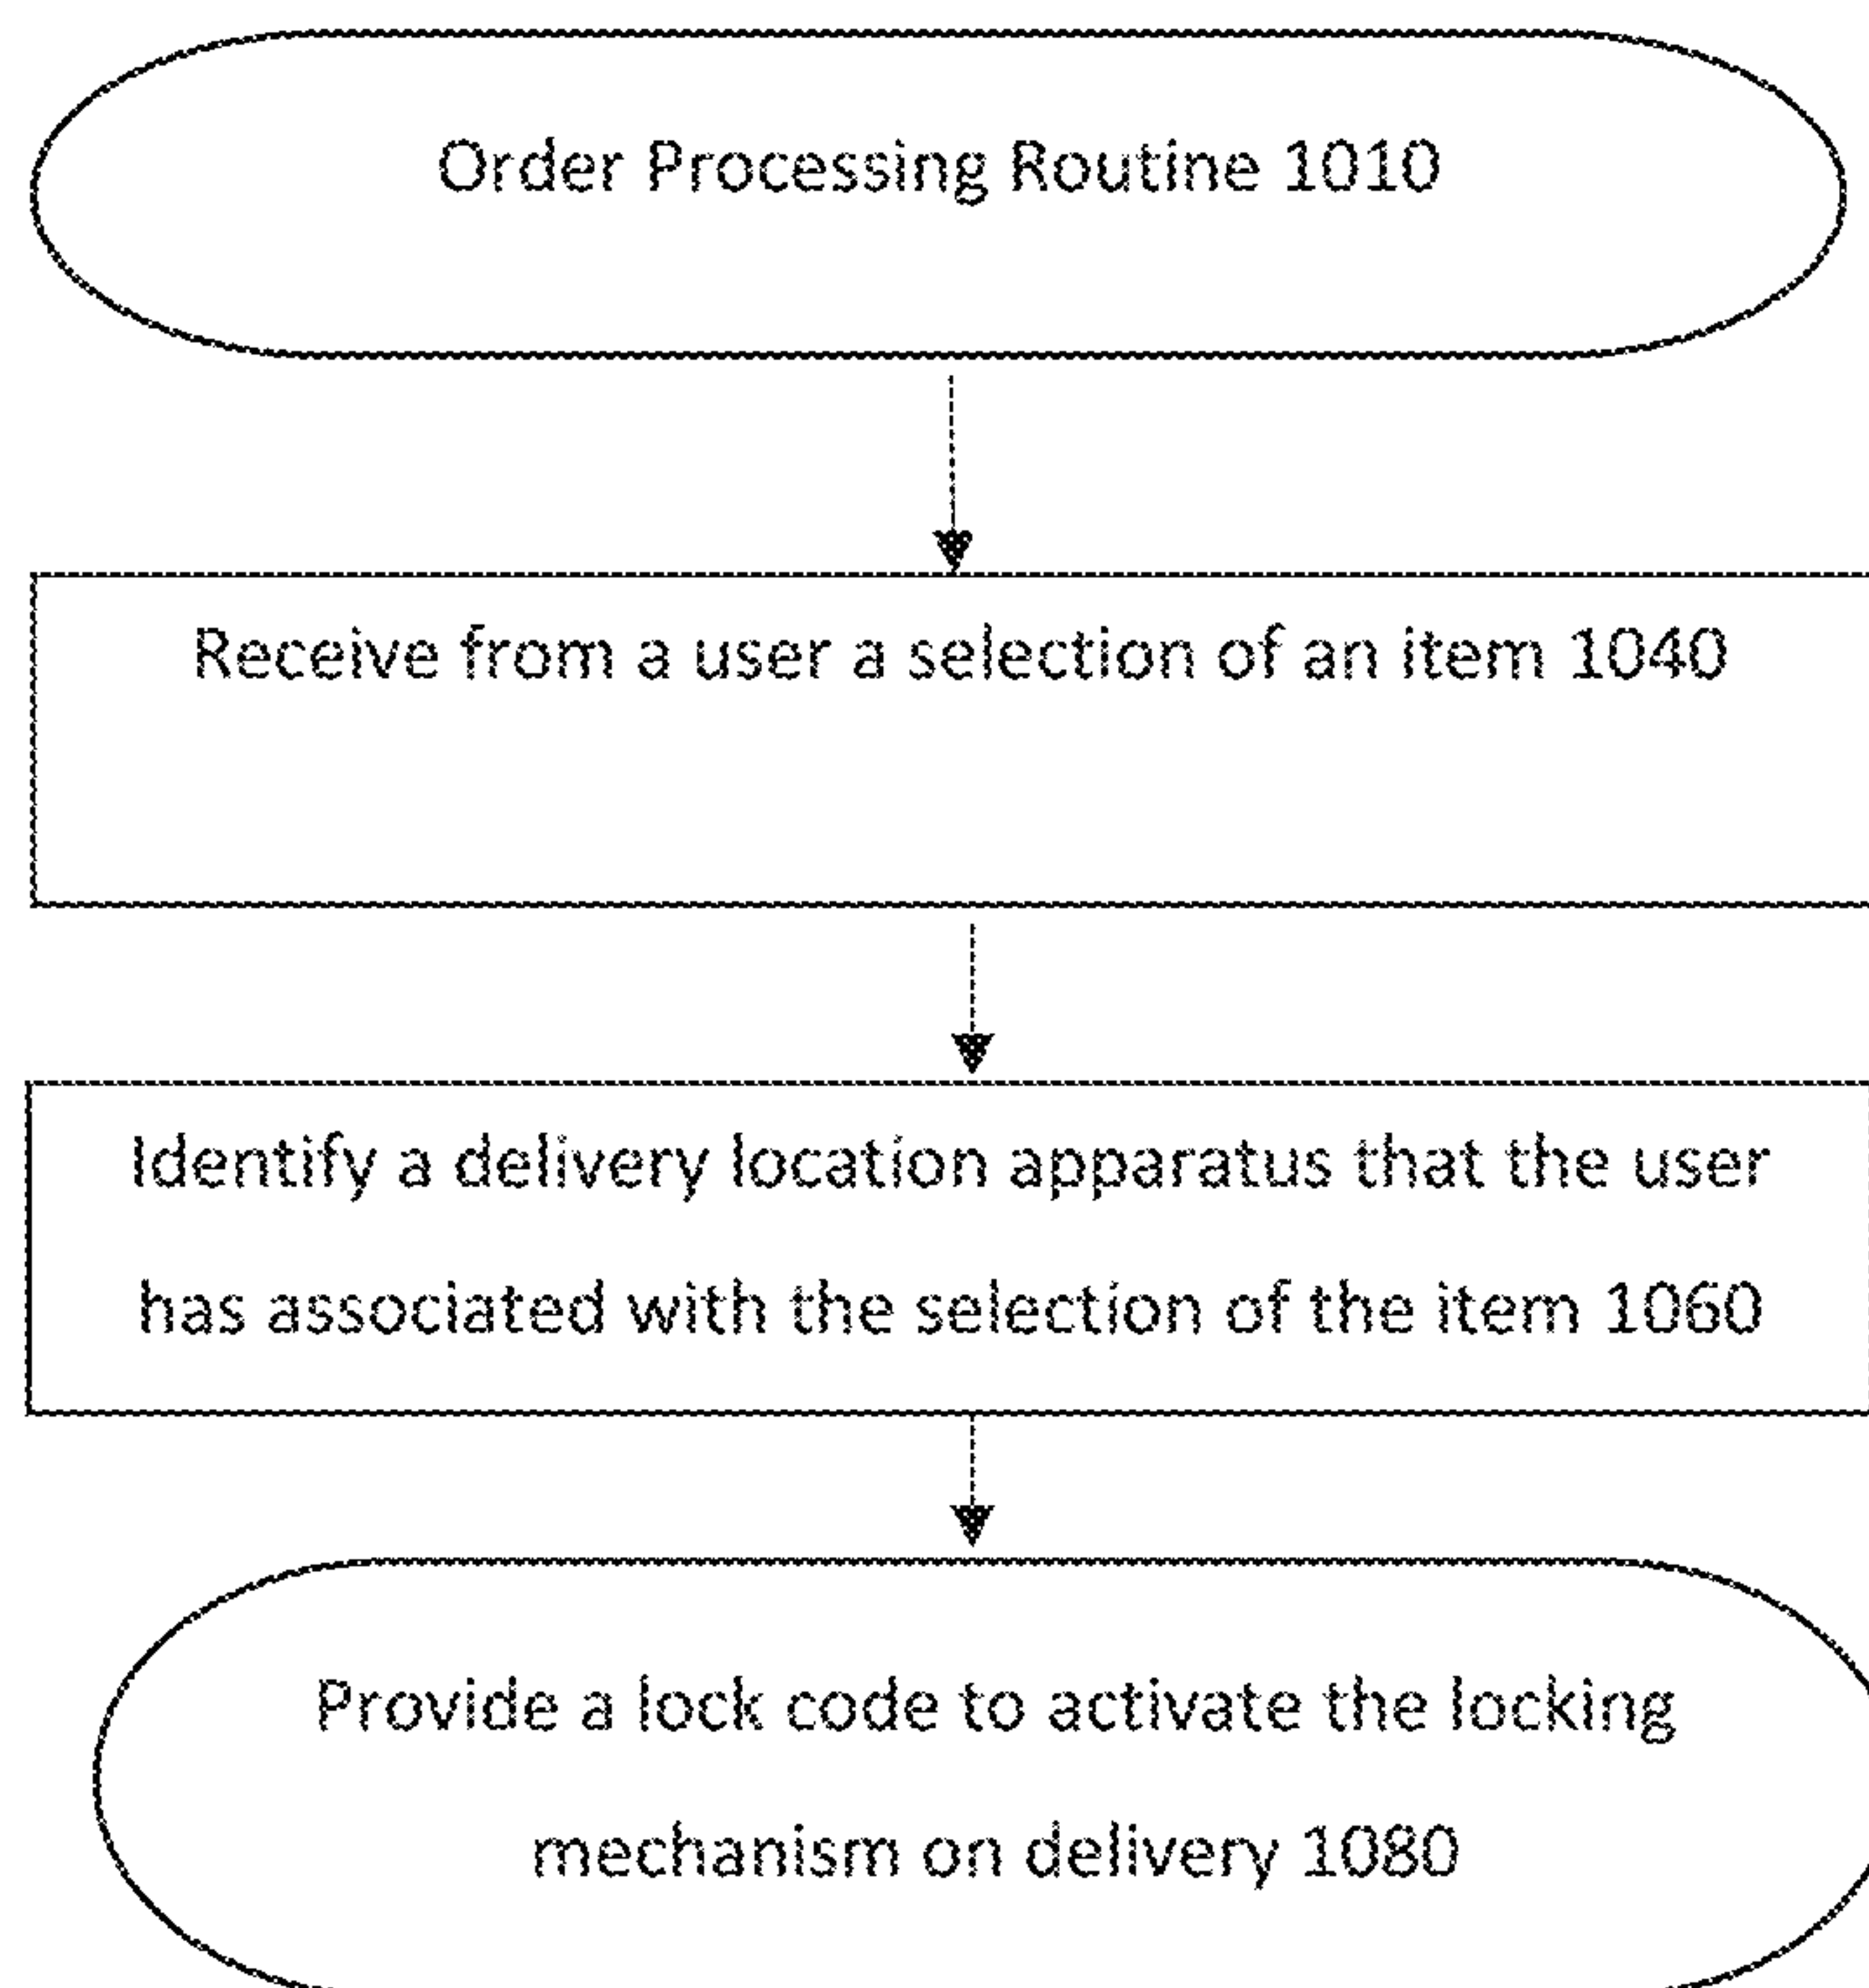 Order Processing Routine 1010
Receive from a user a selection of an item 1040
Identify a delivery location apparatus that the user
has associated with the selection of the item 1060
Provide a lock code to activate the locking
mechanism on delivery 1080